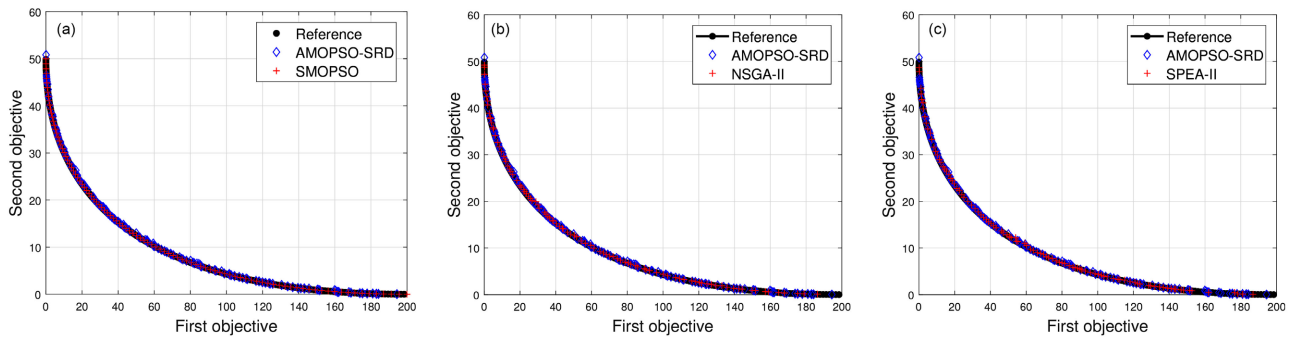 (a)
Reference
AMOPSO-SRD
SMOPSO
60
50
40
30
20
10
0
Second objective
0 20 40 60 80 100 120 140 160 180 200
First objective
(b)
Reference
AMOPSO-SRD
NSGA-II
60
50
40
30
20
10
0
Second objective
0 20 40 60 80 100 120 140 160 180 200
First objective
(c)
Reference
AMOPSO-SRD
SPEA-II
60
50
40
30
20
10
0
Second objective
0 20 40 60 80 100 120 140 160 180 200
First objective